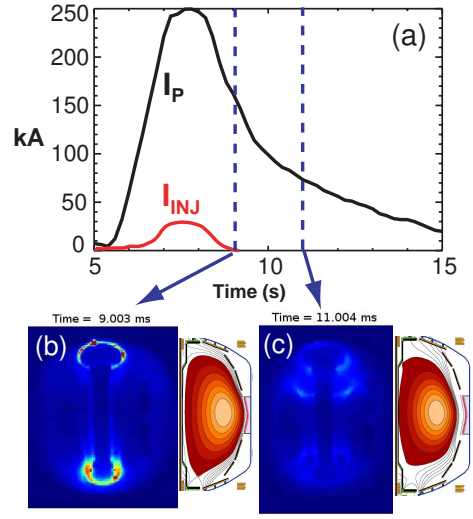 250
200
150
100
50
0
kA
(a)
I_P
I_INJ
5
10
15
Time (s)
Time = 9.003 ms
Time = 11.004 ms
(b)
(c)